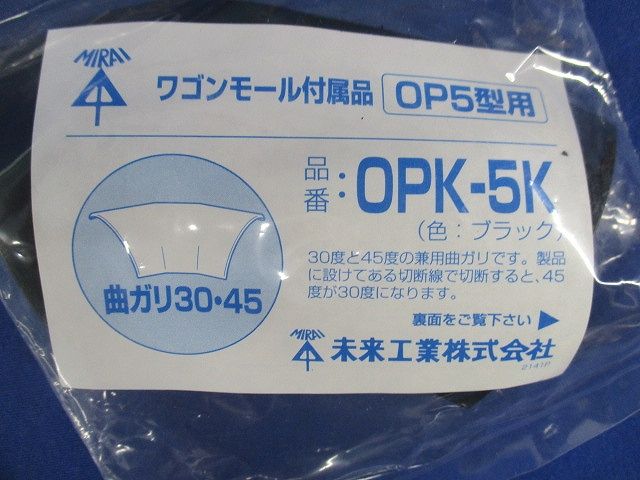 MIRAI
ワゴンモール付属品 OP5型用
品番：OPK-5K
（色：ブラック）
30度と45度の兼用曲ガリです。製品
に設けてある切断線で切断すると、45
度が30度になります。
曲ガリ30・45
裏面をご覧下さい ▶
MIRAI 未来工業株式会社
2141P